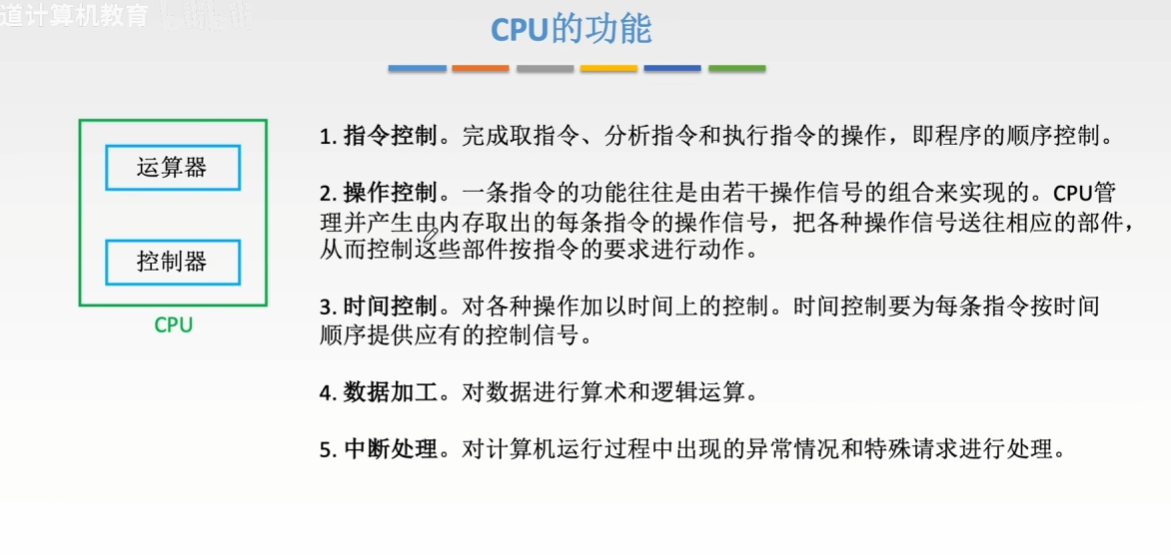 道计算机教育
CPU的功能
运算器
控制器
CPU
1. 指令控制。完成取指令、分析指令和执行指令的操作，即程序的顺序控制。
2. 操作控制。一条指令的功能往往是由若干操作信号的组合来实现的。CPU管
理并产生由内存取出的每条指令的操作信号，把各种操作信号送往相应的部件，
从而控制这些部件按指令的要求进行动作。
3. 时间控制。对各种操作加以时间上的控制。时间控制要为每条指令按时间
顺序提供应有的控制信号。
4. 数据加工。对数据进行算术和逻辑运算。
5. 中断处理。对计算机运行过程中出现的异常情况和特殊请求进行处理。